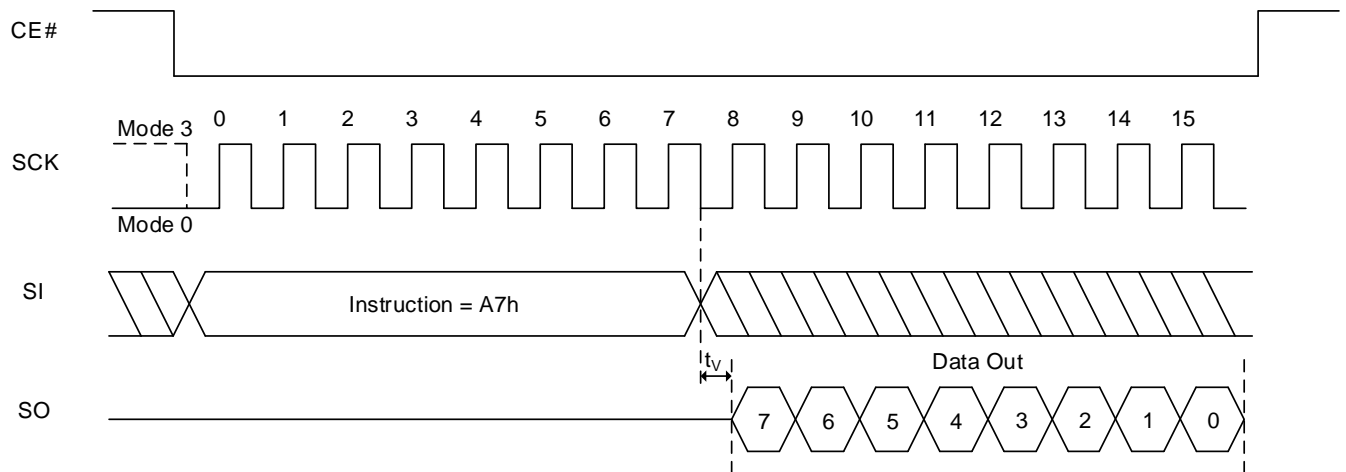 CE#
Mode 3 0 1 2 3 4 5 6 7 8 9 10 11 12 13 14 15
SCK
Mode 0
SI
Instruction = A7h
tV
Data Out
SO
7 6 5 4 3 2 1 0